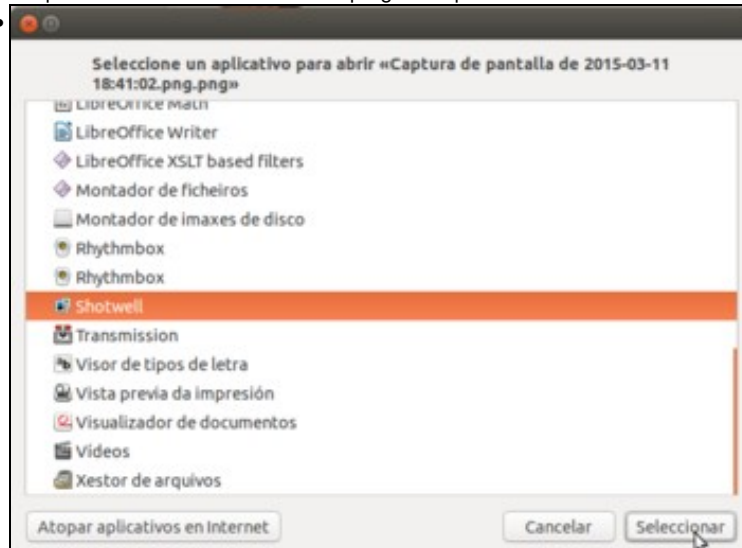 Seleccione un aplicativo para abrir «Captura de pantalla de 2015-03-11
18:41:02.png.png»
LibreOffice Math
LibreOffice Writer
LibreOffice XSLT based filters
Montador de ficheiros
Montador de imaxes de disco
Rhythmbox
Rhythmbox
Shotwell
Transmission
Visor de tipos de letra
Vista previa da impresión
Visualizador de documentos
Vídeos
Xestor de arquivos
Atopar aplicativos en Internet
Cancelar
Seleccionar